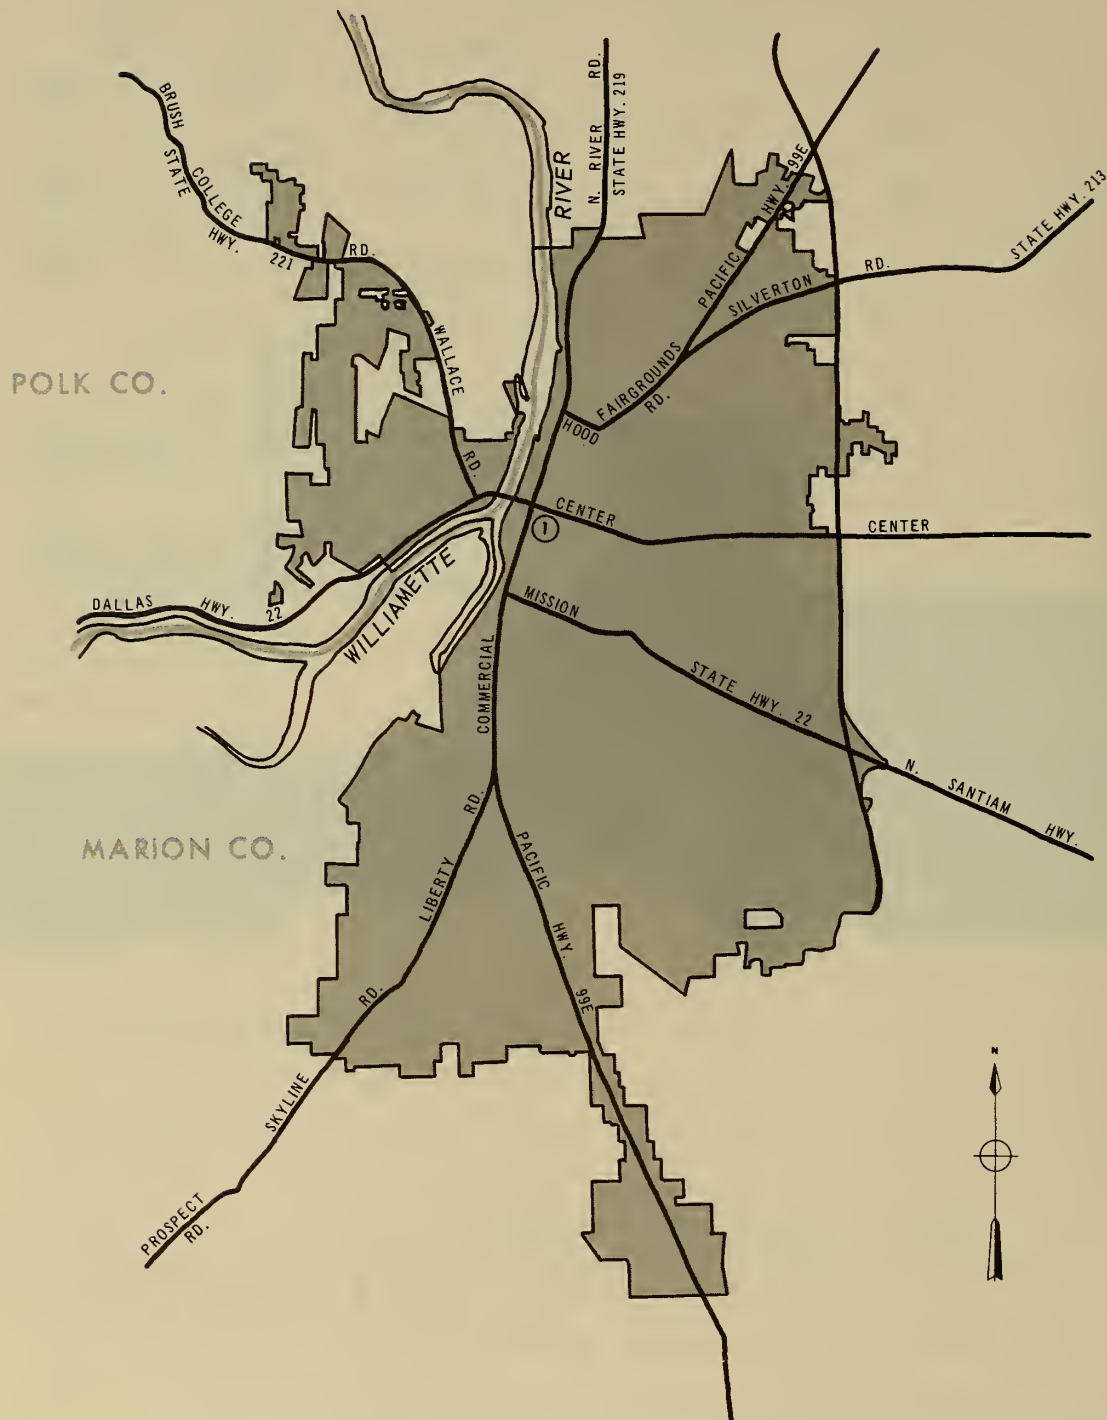 N. RIVER RD.
STATE HWY. 219
RIVER
BRUSH COLLEGE RD.
STATE HWY. 221
PACIFIC HWY. 99E
STATE HWY. 213
SILVERTON RD.
WALLACE RD.
POLK CO.
FAIRGROUNDS RD.
HOOD
CENTER
1
CENTER
DALLAS HWY. 22
WILLIAMETTE
MISSION
STATE HWY. 22
COMMERCIAL
N. SANTIAM HWY.
MARION CO.
LIBERTY RD.
PACIFIC HWY. 99E
SKYLINE RD.
N
PROSPECT RD.